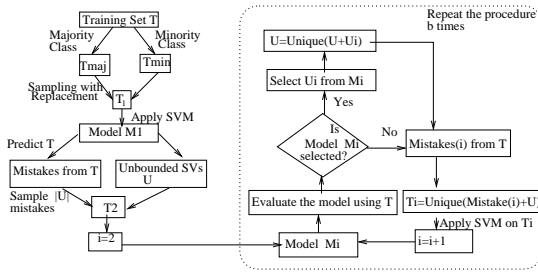 Training Set T
Majority
Class
Minority
Class
Tmaj
Tmin
Sampling with
Replacement
T1
Apply SVM
Model M1
Predict T
Mistakes from T
Unbounded SVs
U
Sample |U|
mistakes
T2
i=2
Repeat the procedure
b times
U=Unique(U+Ui)
Select Ui from Mi
Yes
Is
Model Mi
selected?
No
Mistakes(i) from T
Evaluate the model using T
Ti=Unique(Mistake(i)+U)
Apply SVM on Ti
Model Mi
i=i+1